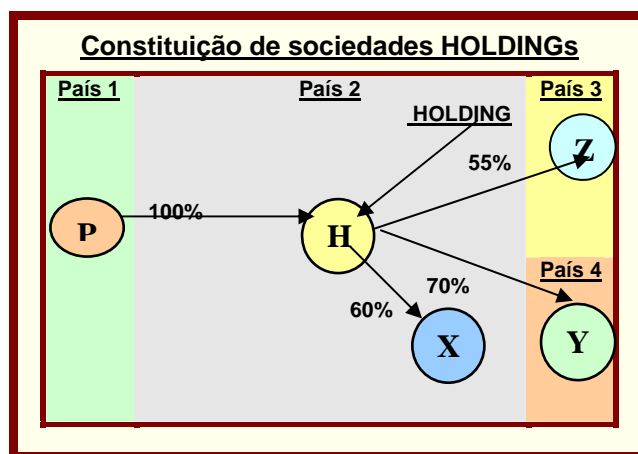 Constituição de sociedades HOLDINGs
País 1
País 2
País 3
HOLDING
Z
55%
100%
P
H
País 4
70%
60%
X
Y